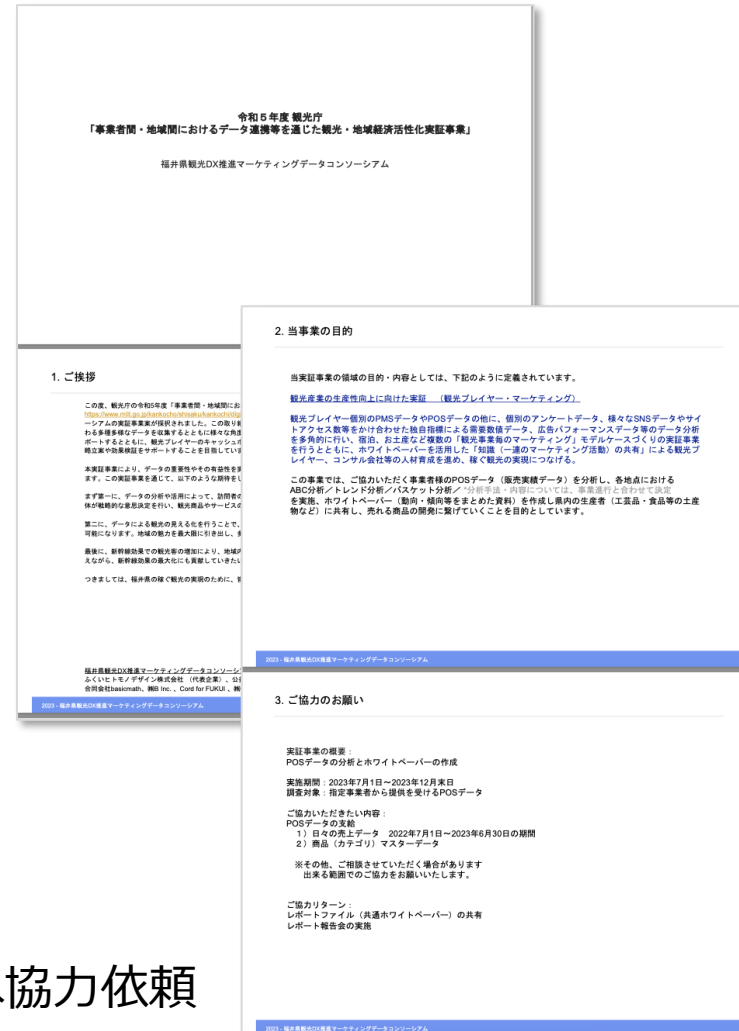 令和５年度 観光庁
「事業者間・地域間におけるデータ連携等を通じた観光・地域経済活性化実証事業」
福井県観光DX推進マーケティングデータコンソーシアム
1. ご挨拶
この度、観光庁の令和5年度「事業者間・地域間にお
https://www.mlit.go.jp/kankocho/shisaku/kankochi/digi
ーシアムの実証事業案が採択されました。この取り組
わる多種多様なデータを収集するとともに様々な角度
ポートするとともに、観光プレイヤーのキャッシュポ
略立案や効果検証をサポートすることを目指していま
本実証事業により、データの重要性やその有益性を実
ます。この実証事業を通じて、以下のような期待をし
まず第一に、データの分析や活用によって、訪問者の
体が戦略的な意思決定を行い、観光商品やサービスの
第二に、データによる観光の見える化を行うことで、
可能になります。地域の魅力を最大限に引き出し、多
最後に、新幹線効果での観光客の増加により、地域内
えながら、新幹線効果の最大化にも貢献していきたい
つきましては、福井県の稼ぐ観光の実現のために、皆
福井県観光DX推進マーケティングデータコンソーシ
ふくいヒトモノデザイン株式会社 （代表企業）、公益
合同会社basicmath、㈱B Inc. 、Cord for FUKUI 、㈱
2023 - 福井県観光DX推進マーケティングデータコンソーシアム
2. 当事業の目的
当実証事業の領域の目的・内容としては、下記のように定義されています。
観光産業の生産性向上に向けた実証 （観光プレイヤー・マーケティング）
観光プレイヤー個別のPMSデータやPOSデータの他に、個別のアンケートデータ、様々なSNSデータやサイ
トアクセス数等をかけ合わせた独自指標による需要数値データ、広告パフォーマンスデータ等のデータ分析
を多角的に行い、宿泊、お土産など複数の「観光事業毎のマーケティング」モデルケースづくりの実証事業
を行うとともに、ホワイトペーパーを活用した「知識（一連のマーケティング活動）の共有」による観光プ
レイヤー、コンサル会社等の人材育成を進め、稼ぐ観光の実現につなげる。
この事業では、ご協力いただく事業者様のPOSデータ（販売実績データ）を分析し、各地点における
ABC分析／トレンド分析／バスケット分析／ *分析手法・内容については、事業進行と合わせて決定
を実施、ホワイトペーパー（動向・傾向等をまとめた資料）を作成し県内の生産者（工芸品・食品等の土産
物など）に共有し、売れる商品の開発に繋げていくことを目的としています。
2023 - 福井県観光DX推進マーケティングデータコンソーシアム
3. ご協力のお願い
実証事業の概要：
POSデータの分析とホワイトペーパーの作成
実施期間：2023年7月1日～2023年12月末日
調査対象：指定事業者から提供を受けるPOSデータ
ご協力いただきたい内容：
POSデータの支給
１）日々の売上データ 2022年7月1日～2023年6月30日の期間
２）商品（カテゴリ）マスターデータ
※その他、ご相談させていただく場合があります
出来る範囲でのご協力をお願いいたします。
ご協力リターン：
レポートファイル（共通ホワイトペーパー）の共有
レポート報告会の実施
2023 - 福井県観光DX推進マーケティングデータコンソーシアム
協力依頼